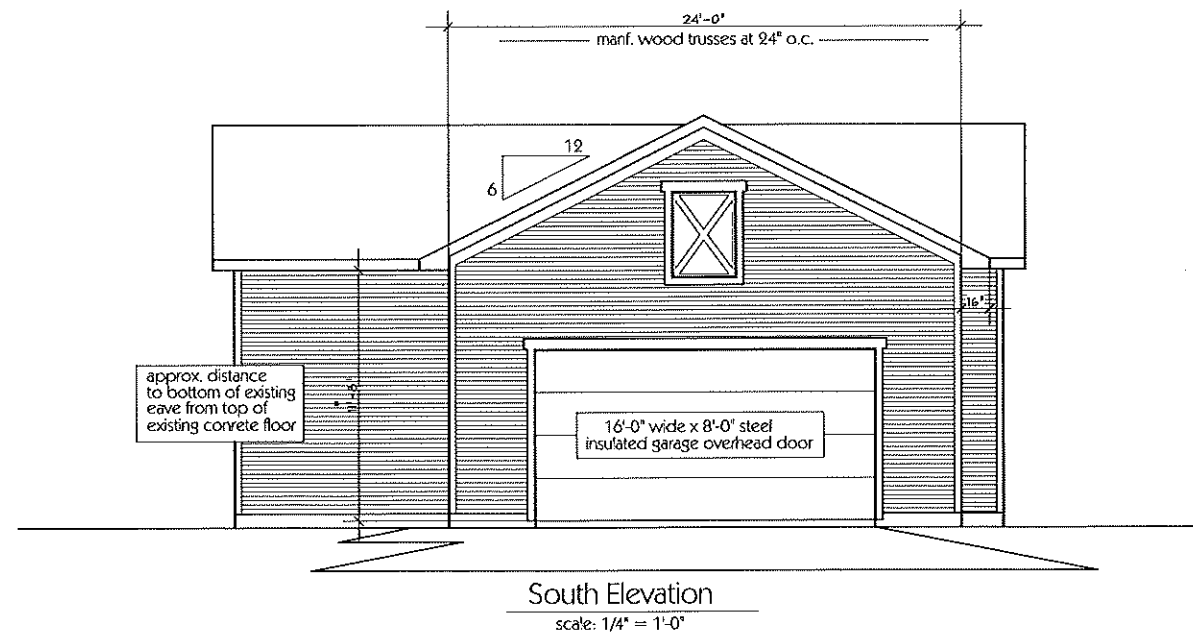 24'-0"
manf. wood trusses at 24" o.c.
12
6
16"
approx. distance
to bottom of existing
eave from top of
existing convrete floor
16'-0" wide x 8'-0" steel
insulated garage overhead door
South Elevation
scale: 1/4" = 1'-0"